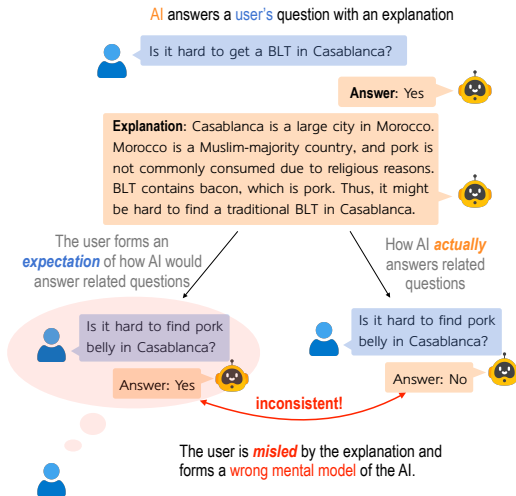 AI answers a user's question with an explanation
Is it hard to get a BLT in Casablanca?
Answer: Yes
Explanation: Casablanca is a large city in Morocco.
Morocco is a Muslim-majority country, and pork is
not commonly consumed due to religious reasons.
BLT contains bacon, which is pork. Thus, it might
be hard to find a traditional BLT in Casablanca.
The user forms an
expectation of how AI would
answer related questions
How AI actually
answers related
questions
Is it hard to find pork
belly in Casablanca?
Answer: Yes
Is it hard to find pork
belly in Casablanca?
Answer: No
inconsistent!
The user is misled by the explanation and
forms a wrong mental model of the AI.